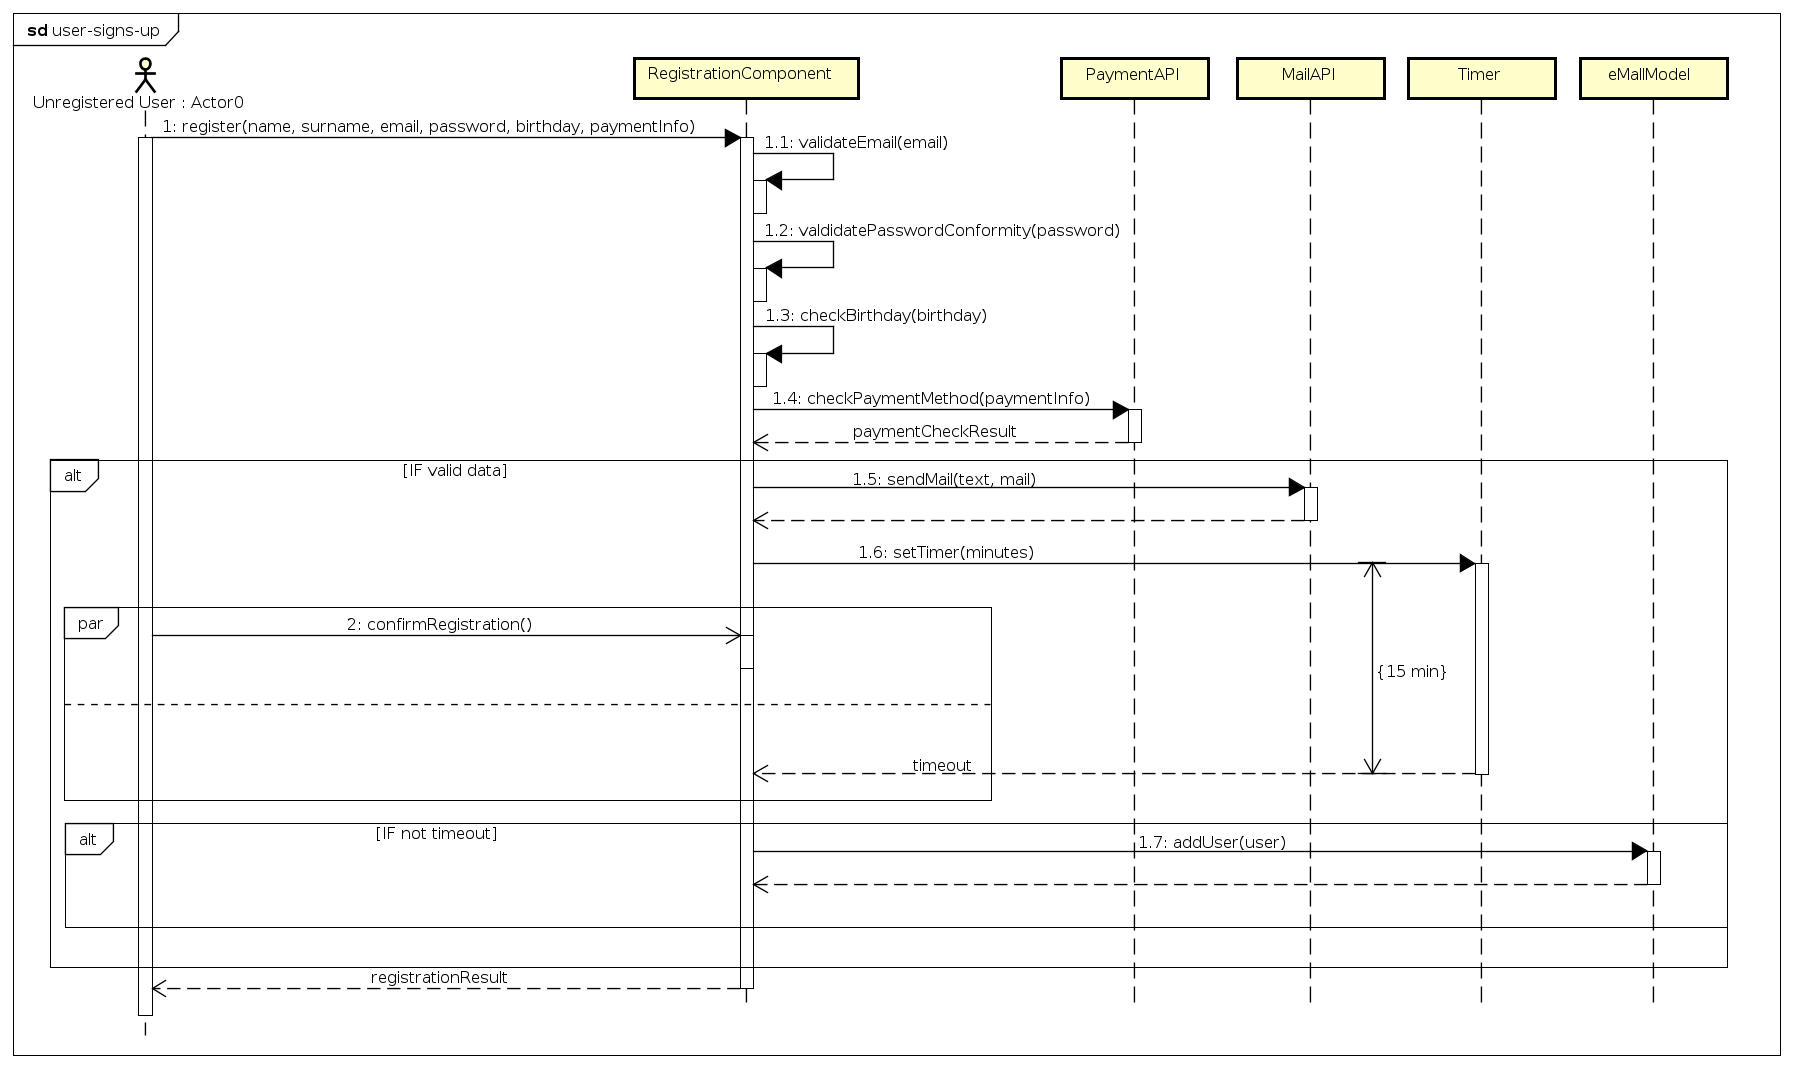 sd user-signs-up
Unregistered User : Actor0
RegistrationComponent
PaymentAPI
MailAPI
Timer
eMallModel
1: register(name, surname, email, password, birthday, paymentInfo)
1.1: validateEmail(email)
1.2: valdidatePasswordConformity(password)
1.3: checkBirthday(birthday)
1.4: checkPaymentMethod(paymentInfo)
paymentCheckResult
alt
[IF valid data]
1.5: sendMail(text, mail)
1.6: setTimer(minutes)
par
2: confirmRegistration()
{15 min}
timeout
alt
[IF not timeout]
1.7: addUser(user)
registrationResult